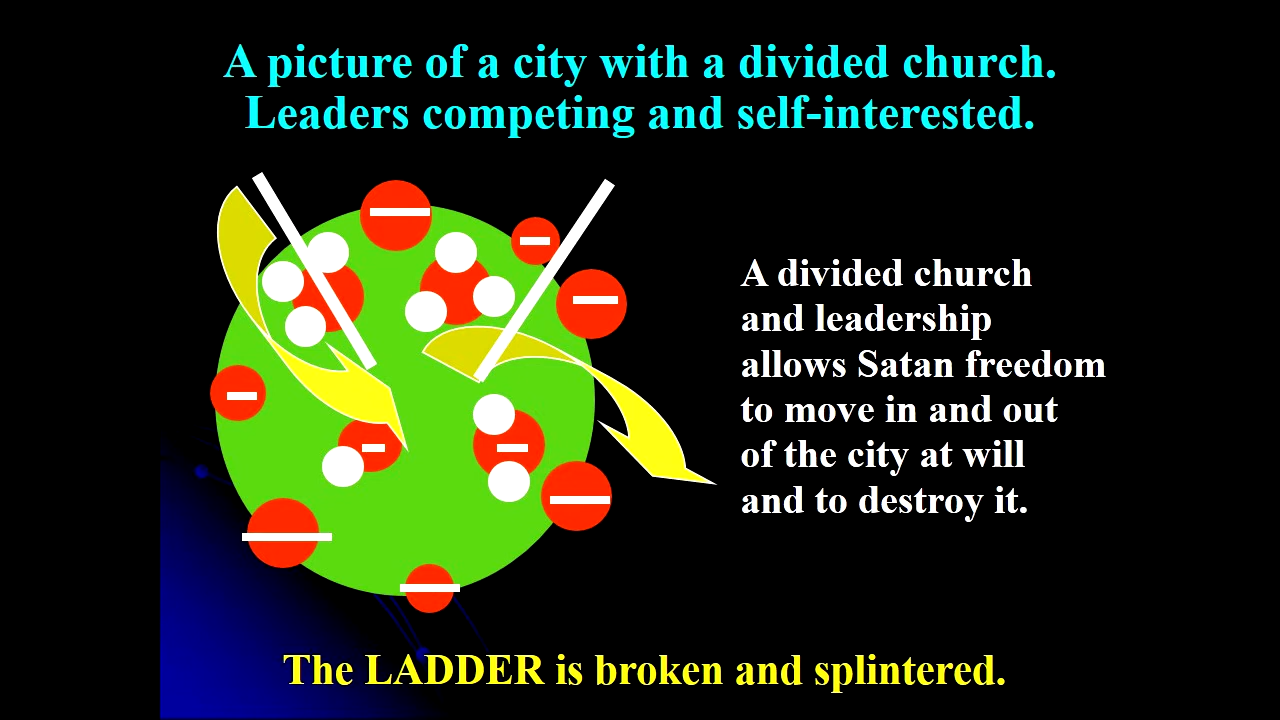 A picture of a city with a divided church.
Leaders competing and self-interested.
A divided church
and leadership
allows Satan freedom
to move in and out
of the city at will
and to destroy it.
The LADDER is broken and splintered.